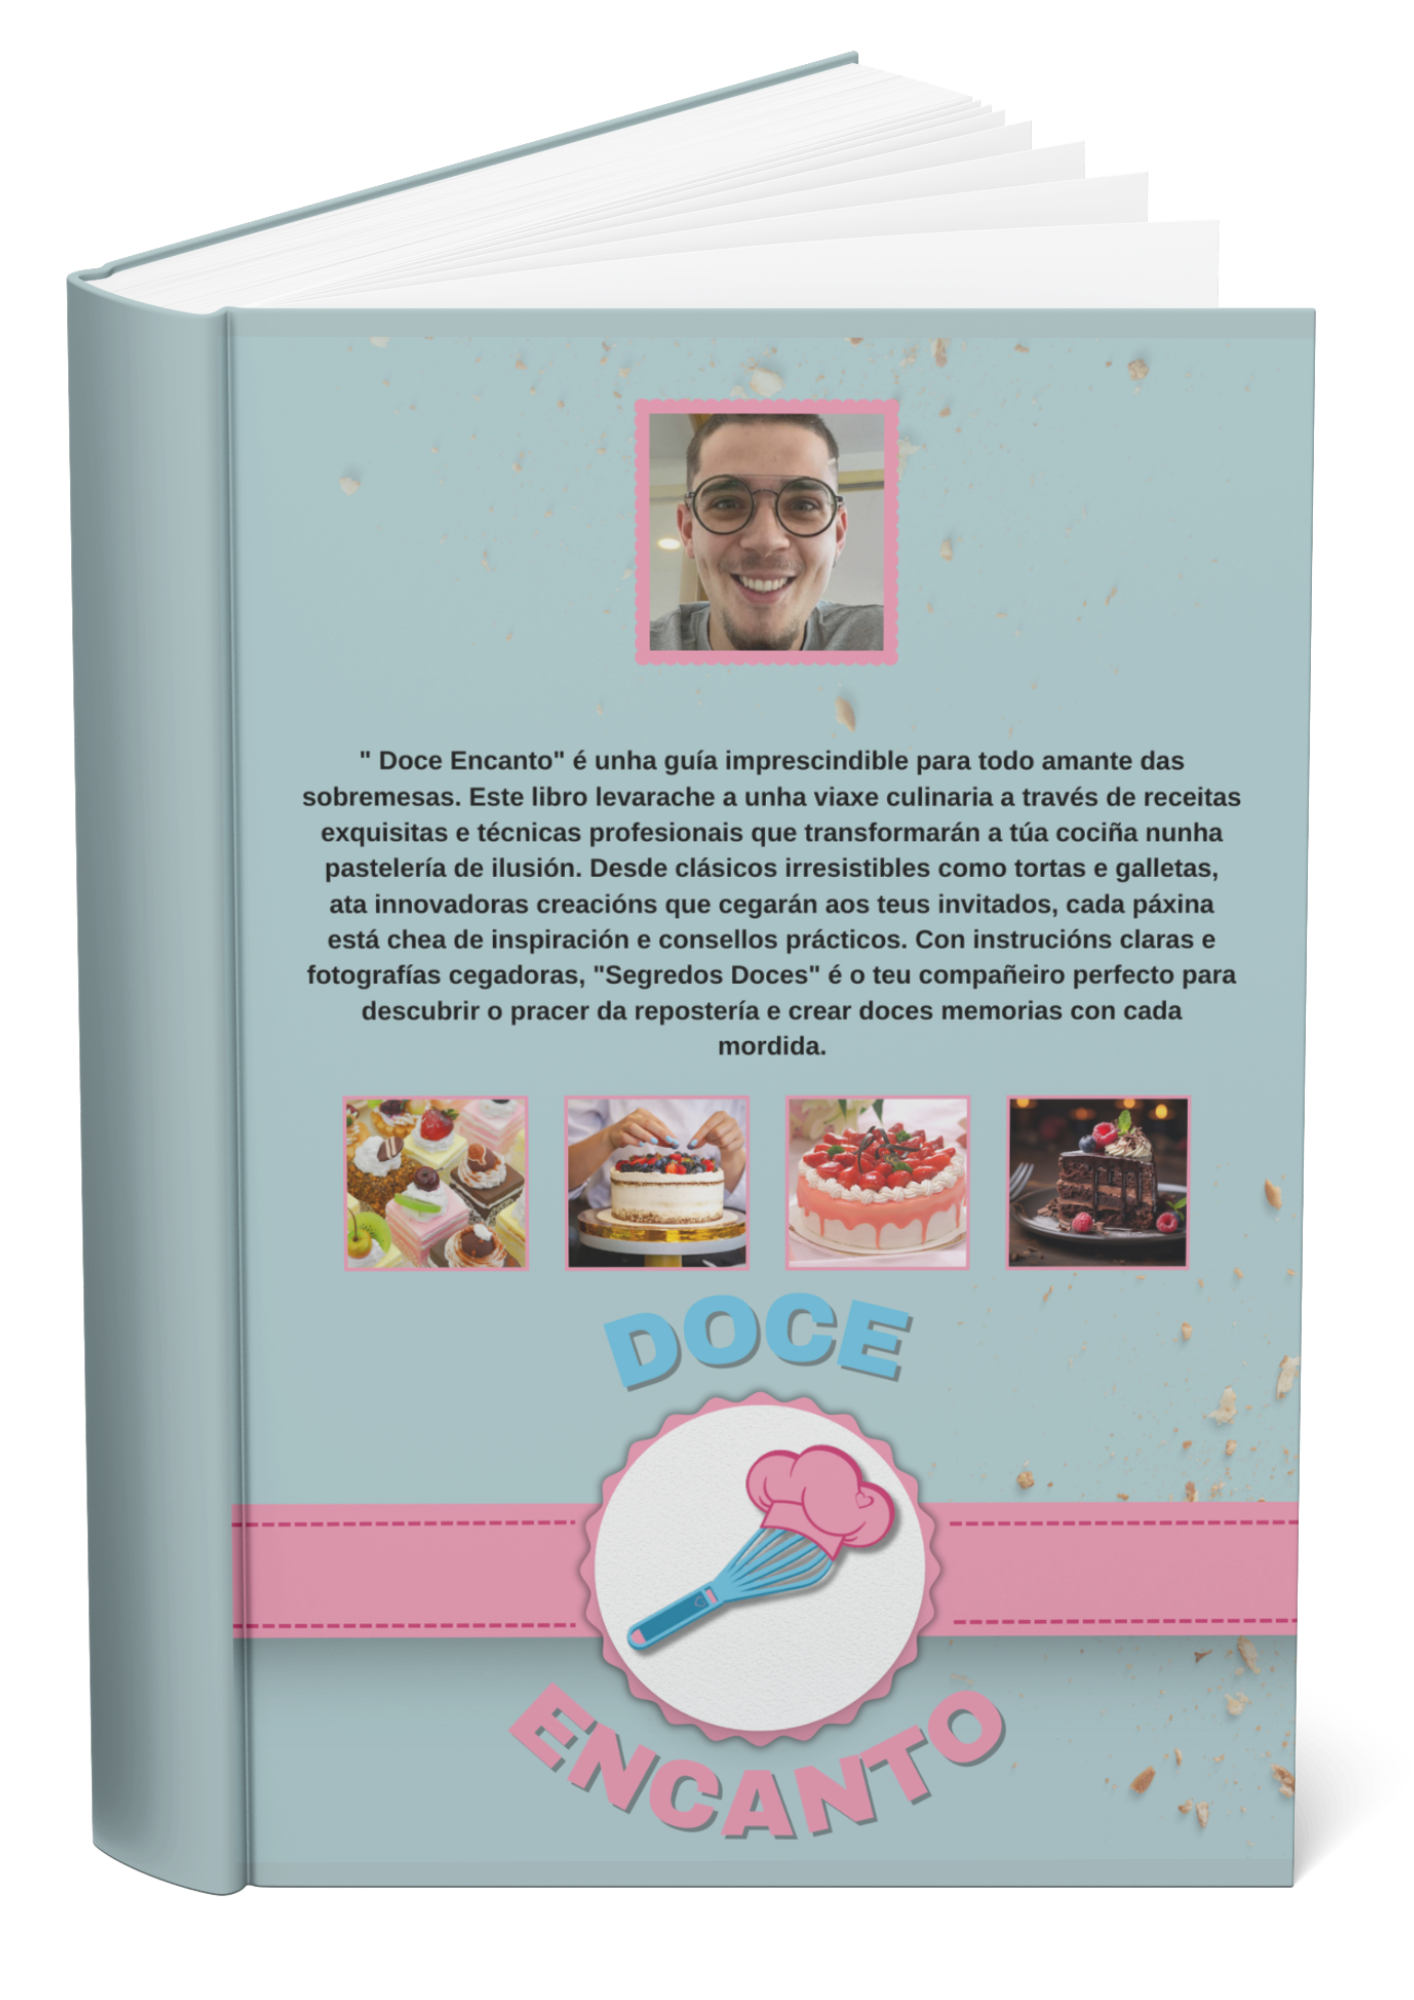 " Doce Encanto" é unha guía imprescindible para todo amante das
sobremesas. Este libro levarache a unha viaxe culinaria a través de receitas
exquisitas e técnicas profesionais que transformarán a túa cociña nunha
pastelería de ilusión. Desde clásicos irresistibles como tortas e galletas,
ata innovadoras creacións que cegarán aos teus invitados, cada páxina
está chea de inspiración e consellos prácticos. Con instrucións claras e
fotografías cegadoras, "Segredos Doces" é o teu compañeiro perfecto para
descubrir o pracer da repostería e crear doces memorias con cada
mordida.
DOCE
ENCANTO